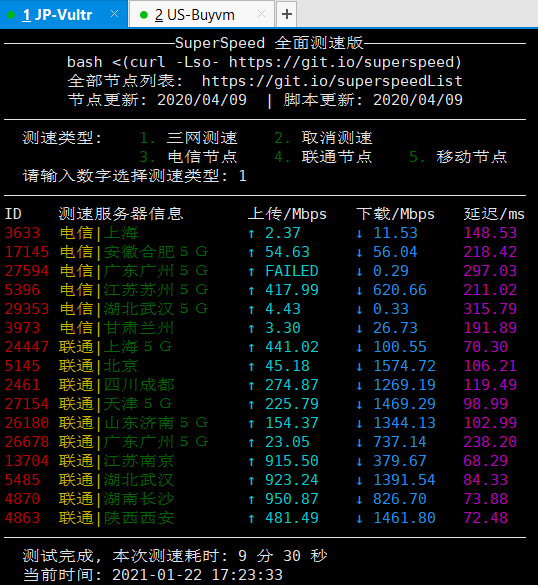 1 JP-Vultr × 2 US-Buyvm × +
SuperSpeed 全面测速版
bash <(curl -Lso- https://git.io/superspeed)
全部节点列表: https://git.io/superspeedList
节点更新: 2020/04/09 | 脚本更新: 2020/04/09
测速类型: 1. 三网测速 2. 取消测速
3. 电信节点 4. 联通节点 5. 移动节点
请输入数字选择测速类型: 1
ID 测速服务器信息 上传/Mbps 下载/Mbps 延迟/ms
3633 电信|上海 ↑ 2.37 ↓ 11.53 148.53
17145 电信|安徽合肥５Ｇ ↑ 54.63 ↓ 56.04 218.42
27594 电信|广东广州５Ｇ ↑ FAILED ↓ 0.29 297.03
5396 电信|江苏苏州５Ｇ ↑ 417.99 ↓ 620.66 211.02
29353 电信|湖北武汉５Ｇ ↑ 4.43 ↓ 0.33 315.79
3973 电信|甘肃兰州 ↑ 3.30 ↓ 26.73 191.89
24447 联通|上海５Ｇ ↑ 441.02 ↓ 100.55 70.30
5145 联通|北京 ↑ 45.18 ↓ 1574.72 106.21
2461 联通|四川成都 ↑ 274.87 ↓ 1269.19 119.49
27154 联通|天津５Ｇ ↑ 225.79 ↓ 1469.29 98.99
26180 联通|山东济南５Ｇ ↑ 154.37 ↓ 1344.13 102.99
26678 联通|广东广州５Ｇ ↑ 23.05 ↓ 737.14 238.20
13704 联通|江苏南京 ↑ 915.50 ↓ 379.67 68.29
5485 联通|湖北武汉 ↑ 923.24 ↓ 1391.54 84.33
4870 联通|湖南长沙 ↑ 950.87 ↓ 826.70 73.88
4863 联通|陕西西安 ↑ 481.49 ↓ 1461.80 72.48
测试完成, 本次测速耗时: 9 分 30 秒
当前时间: 2021-01-22 17:23:33